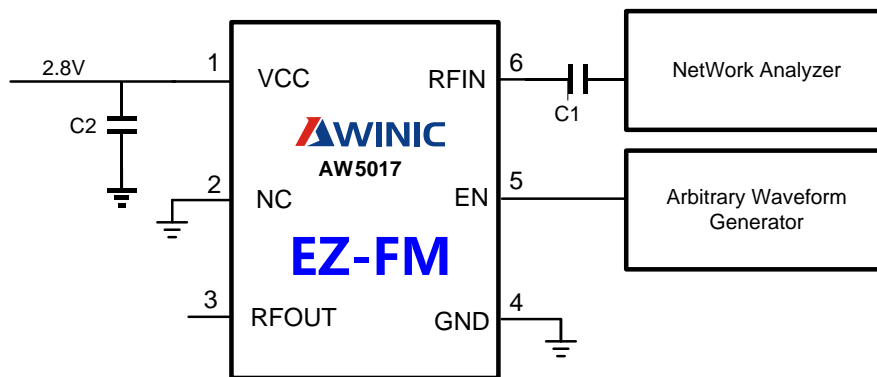 2.8V
1
VCC
C2
2
NC
3
RFOUT
AWINIC
AW5017
EZ-FM
RFIN
6
C1
EN
5
GND
4
NetWork Analyzer
Arbitrary Waveform
Generator